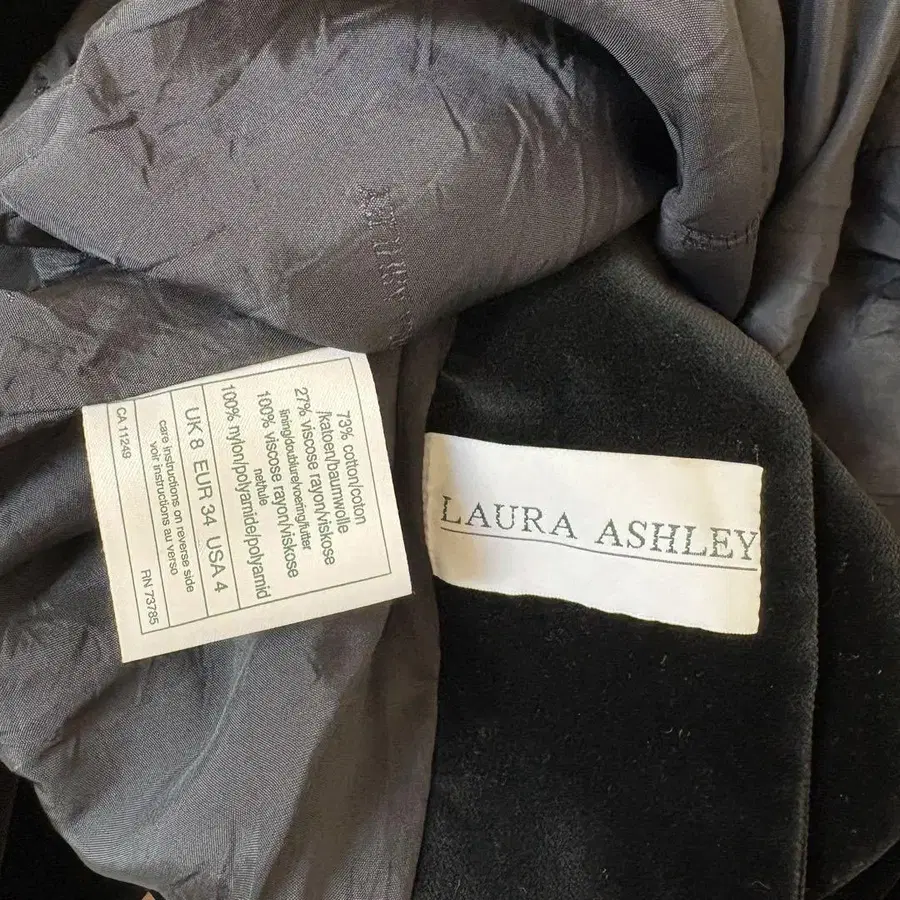 73% cotton/coton
/katoen/baumwolle
27% viscose rayon/viskose
lining/doublure/voering/futter
100% viscose rayon/viskose
net/tulle
100% nylon/polyamide/polyamid
UK 8 EUR 34 USA 4
care instructions on reverse side
voir instructions au verso
CA 11249 RN 73785
LAURA ASHLEY